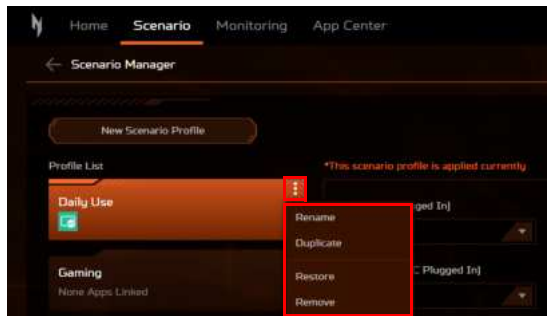 Home Scenario Monitoring App Center
Scenario Manager
New Scenario Profile
Profile List
*This scenario profile is applied currently
Daily Use
Rename
Duplicate
Restore
Remove
ged In]
Gaming
None Apps Linked
C Plugged In]